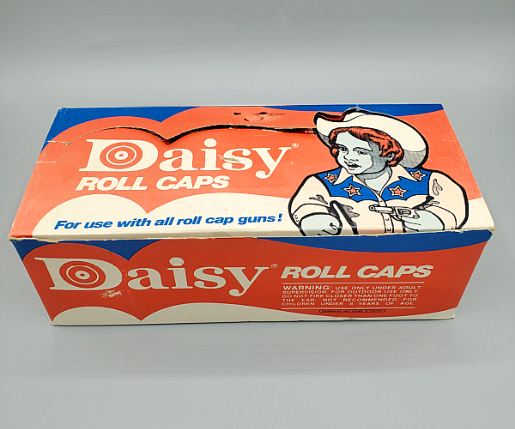 Daisy®
ROLL CAPS
For use with all roll cap guns!
Daisy® ROLL CAPS
WARNING: USE ONLY UNDER ADULT
SUPERVISION. FOR OUTDOOR USE ONLY.
DO NOT FIRE CLOSER THAN ONE FOOT TO
THE EAR. NOT RECOMMENDED FOR
CHILDREN UNDER 8 YEARS OF AGE.